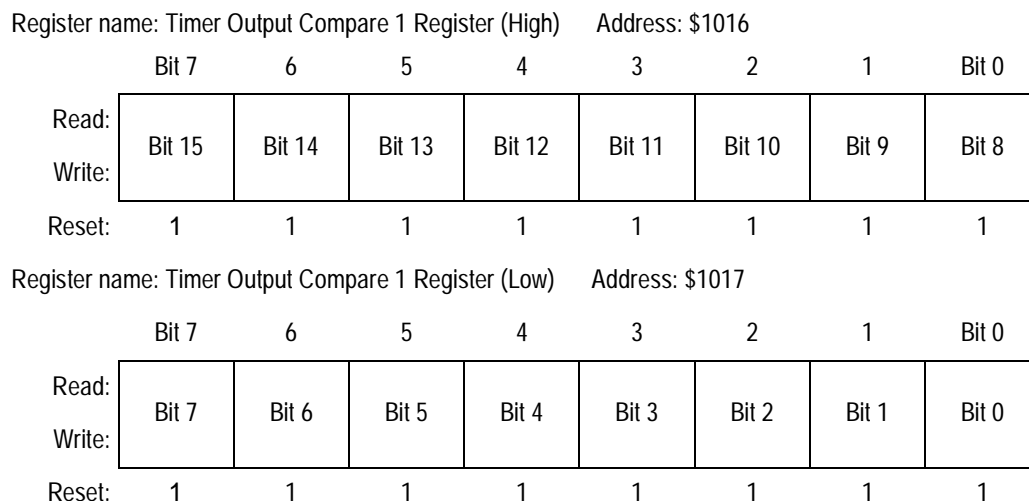 Register name: Timer Output Compare 1 Register (High) Address: $1016
Bit 7 6 5 4 3 2 1 Bit 0
Read:
Bit 15 Bit 14 Bit 13 Bit 12 Bit 11 Bit 10 Bit 9 Bit 8
Write:
Reset: 1 1 1 1 1 1 1 1
Register name: Timer Output Compare 1 Register (Low) Address: $1017
Bit 7 6 5 4 3 2 1 Bit 0
Read:
Bit 7 Bit 6 Bit 5 Bit 4 Bit 3 Bit 2 Bit 1 Bit 0
Write:
Reset: 1 1 1 1 1 1 1 1